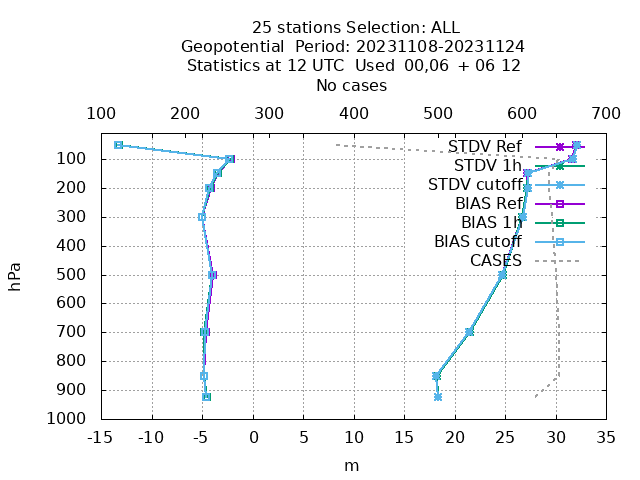 25 stations Selection: ALL
Geopotential  Period: 20231108-20231124
Statistics at 12 UTC  Used  00,06  + 06 12
No cases
100 200 300 400 500 600 700
STDV Ref
STDV 1h
STDV cutoff
BIAS Ref
BIAS 1h
BIAS cutoff
CASES
100
200
300
400
500
600
700
800
900
1000
hPa
-15 -10 -5 0 5 10 15 20 25 30 35
m